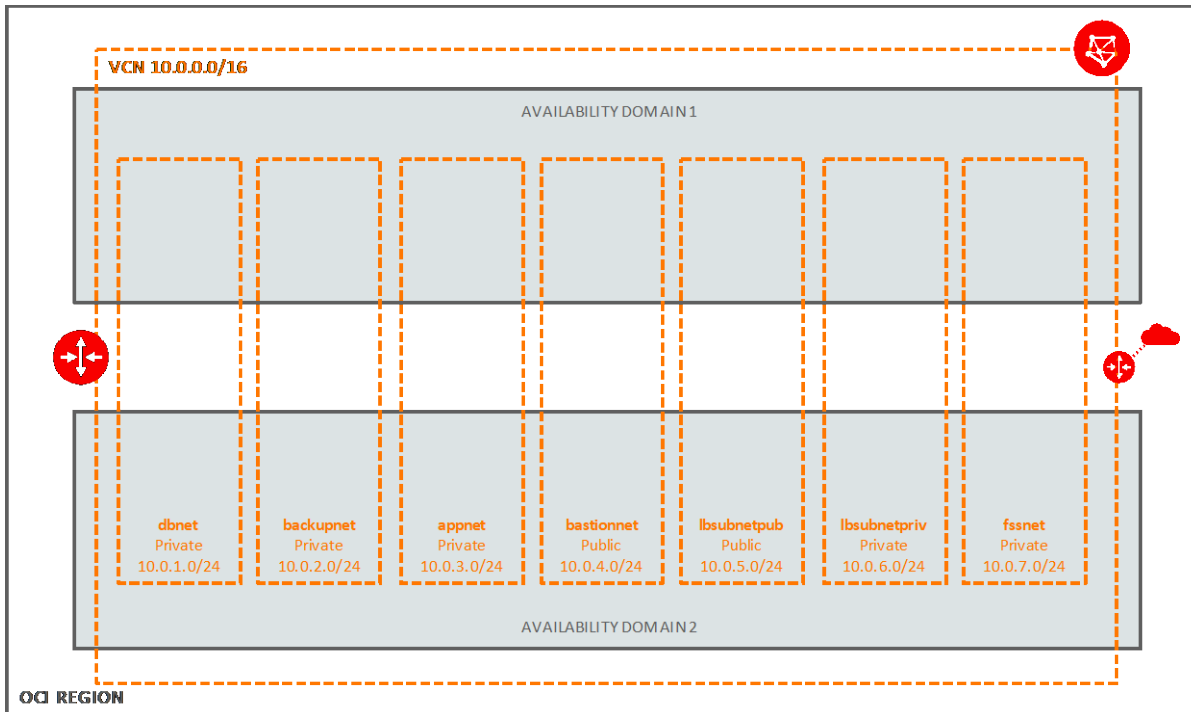 VCN 10.0.0.0/16
AVAILABILITY DOMAIN 1
dbnet
Private
10.0.1.0/24
backupnet
Private
10.0.2.0/24
appnet
Private
10.0.3.0/24
bastionnet
Public
10.0.4.0/24
lbsubnetpub
Public
10.0.5.0/24
lbsubnetpriv
Private
10.0.6.0/24
fssnet
Private
10.0.7.0/24
AVAILABILITY DOMAIN 2
OCI REGION